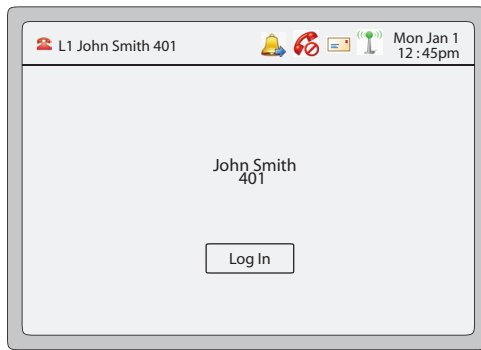 L1 John Smith 401
Mon Jan 1
12:45pm
John Smith
401
Log In